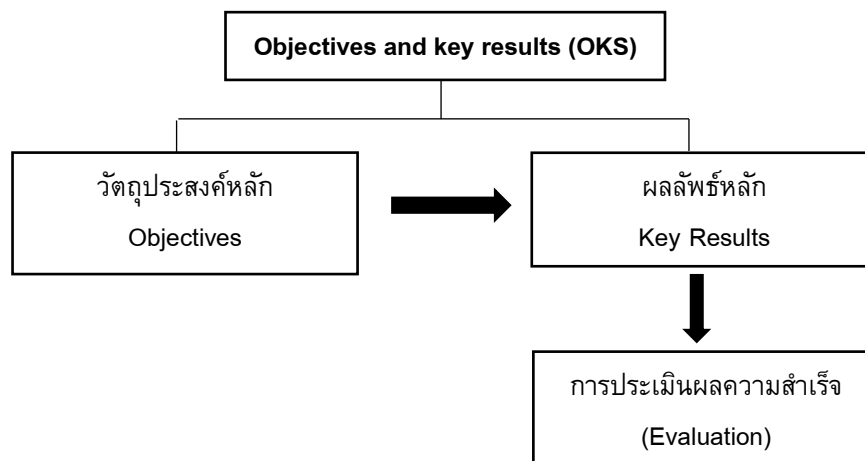 Objectives and key results (OKS)
วัตถุประสงค์หลัก
Objectives
ผลลัพธ์หลัก
Key Results
การประเมินผลความสำเร็จ
(Evaluation)